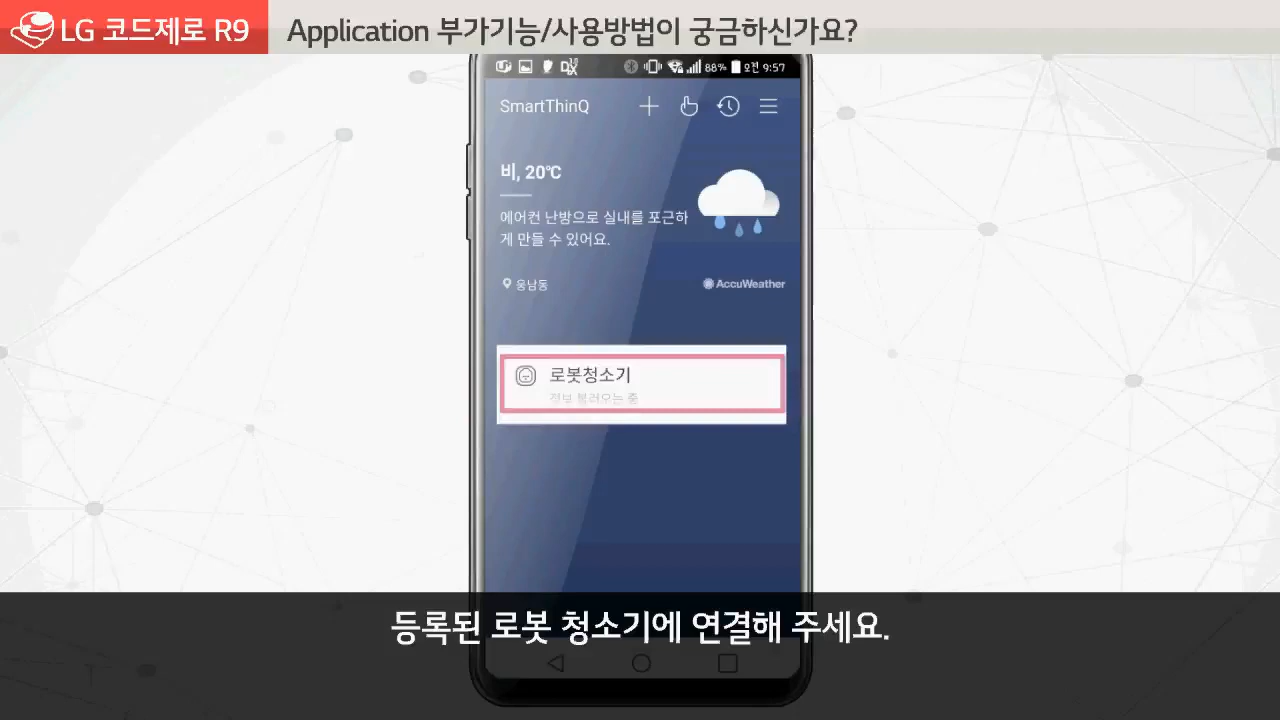 LG 코드제로 R9
Application 부가기능/사용방법이 궁금하신가요?
88% 오전 9:57
SmartThinQ
비, 20℃
에어컨 난방으로 실내를 포근하
게 만들 수 있어요.
웅남동
AccuWeather
로봇청소기
정보 불러오는 중
등록된 로봇 청소기에 연결해 주세요.